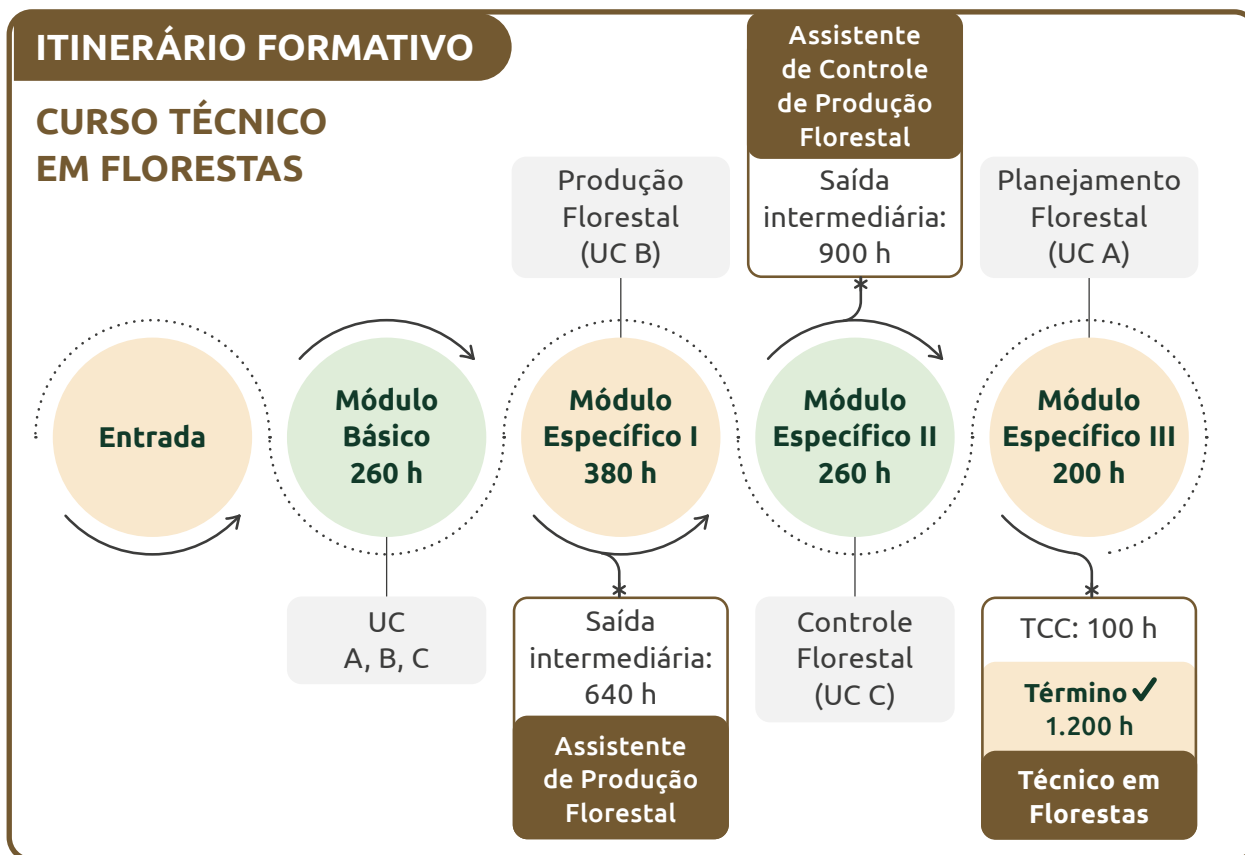 ITINERÁRIO FORMATIVO
CURSO TÉCNICO
EM FLORESTAS
Entrada
Módulo
Básico
260 h
UC
A, B, C
Produção
Florestal
(UC B)
Módulo
Específico I
380 h
Saída
intermediária:
640 h
Assistente
de Produção
Florestal
Assistente
de Controle
de Produção
Florestal
Saída
intermediária:
900 h
Módulo
Específico II
260 h
Controle
Florestal
(UC C)
Planejamento
Florestal
(UC A)
Módulo
Específico III
200 h
TCC: 100 h
Término ✓
1.200 h
Técnico em
Florestas